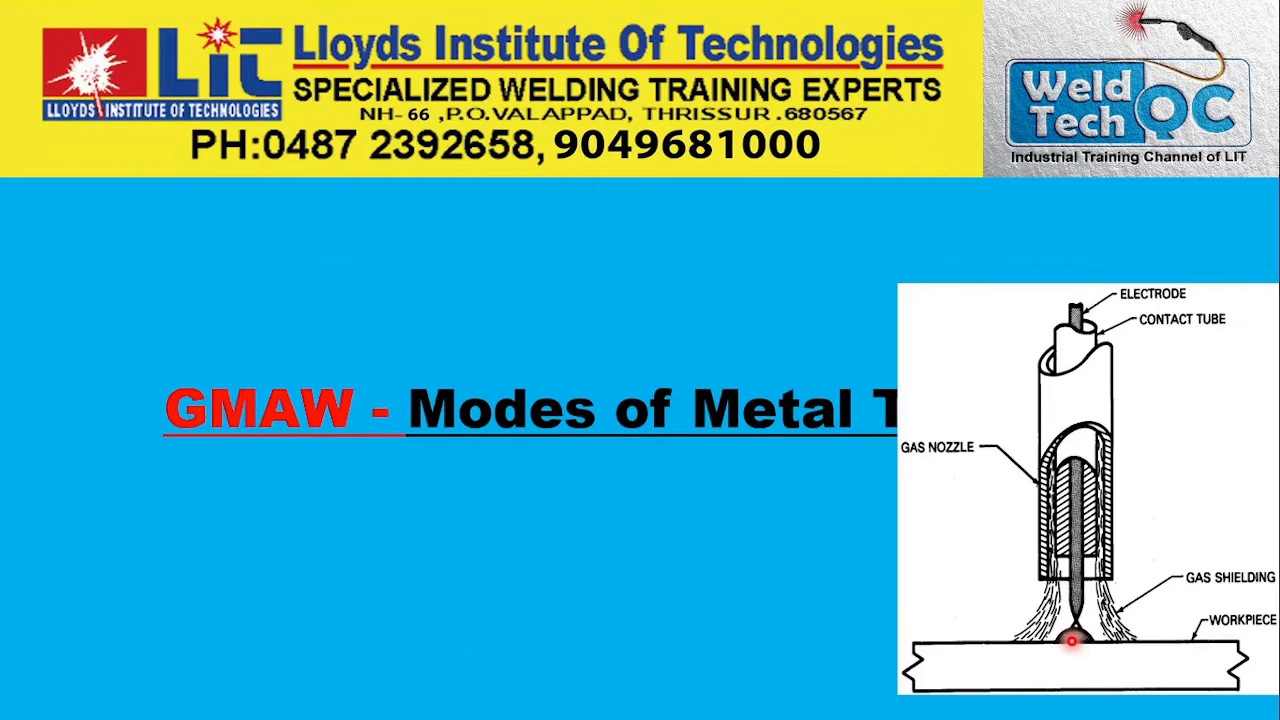 LiT
LLOYDS INSTITUTE OF TECHNOLOGIES
Lloyds Institute Of Technologies
SPECIALIZED WELDING TRAINING EXPERTS
NH- 66 ,P.O.VALAPPAD, THRISSUR .680567
PH:0487 2392658, 9049681000
Weld
Tech QC
Industrial Training Channel of LIT
GMAW - Modes of Metal T
ELECTRODE
CONTACT TUBE
GAS NOZZLE
GAS SHIELDING
WORKPIECE